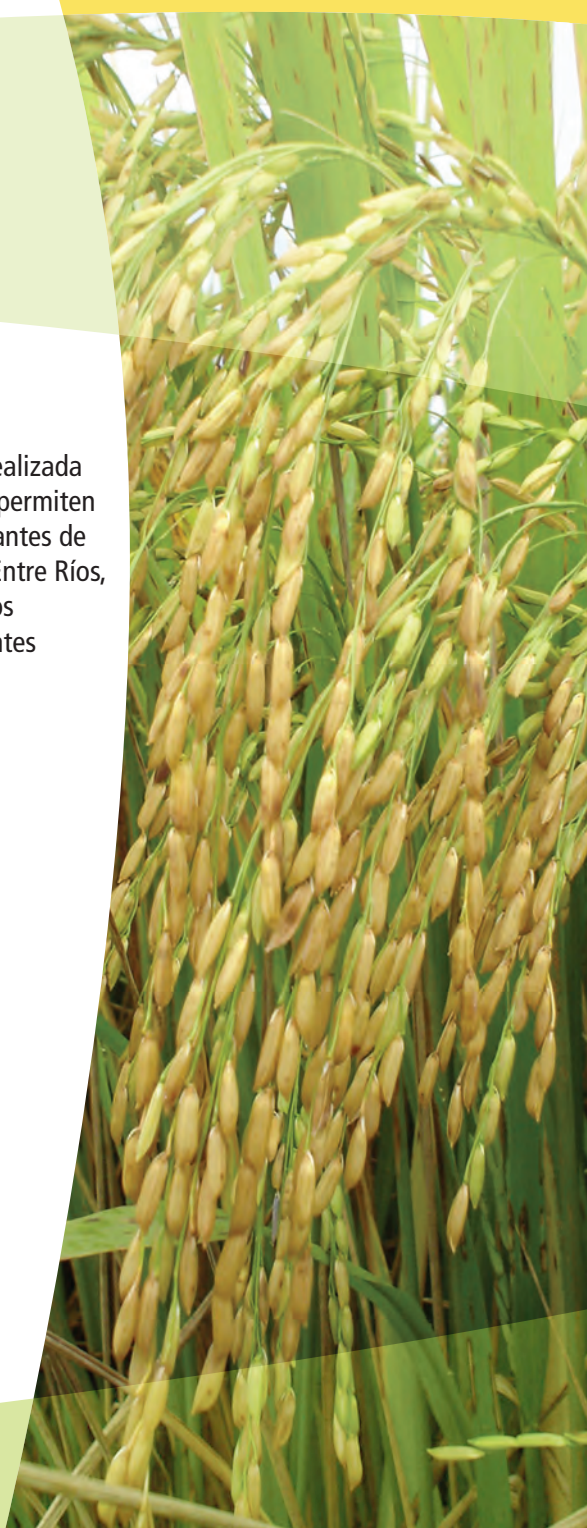 ealizada
permiten
antes de
Entre Ríos,
os
ntes